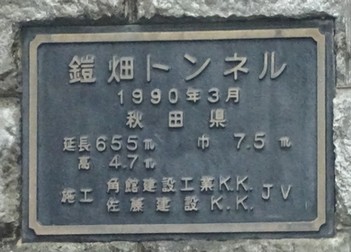 鎧畑トンネル
1990年3月
秋田県
延長655m 巾7.5m
高4.7m
施工 角館建設工業K.K. JV
佐藤建設K.K.